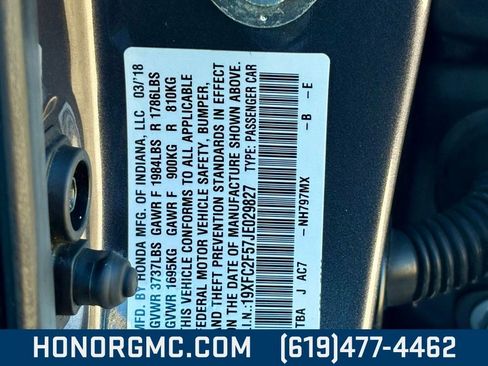 MFD. BY HONDA MFG. OF INDIANA, LLC 03/'18
GVWR 3737LBS GAWR F 1984LBS R 1786LBS
GVWR 1695KG GAWR F 900KG R 810KG
THIS VEHICLE CONFORMS TO ALL APPLICABLE
FEDERAL MOTOR VEHICLE SAFETY, BUMPER,
AND THEFT PREVENTION STANDARDS IN EFFECT
ON THE DATE OF MANUFACTURE SHOWN ABOVE.
V.I.N.: 19XFC2F57JE029827 TYPE: PASSENGER CAR
TBA J AC7 -NH797MX -B -E
HONORGMC.COM (619)477-4462